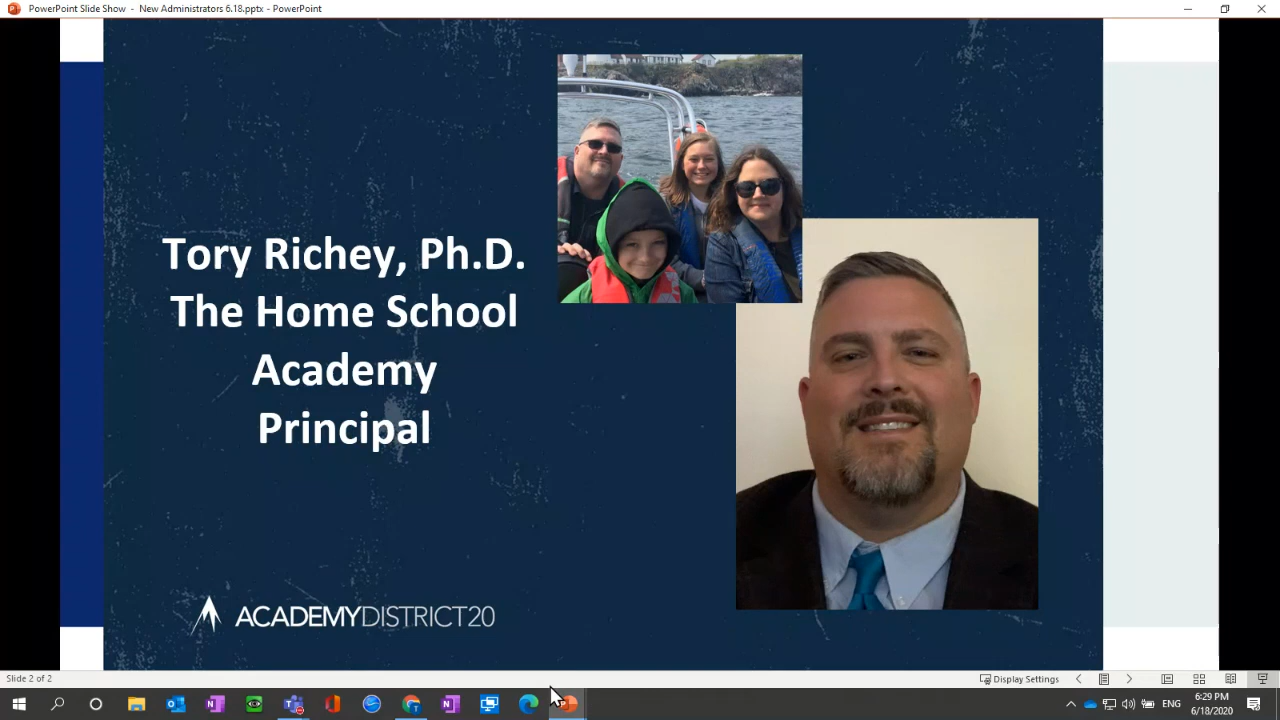 PowerPoint Slide Show - New Administrators 6.18.pptx - PowerPoint
Tory Richey, Ph.D.
The Home School
Academy
Principal
ACADEMYDISTRICT20
Slide 2 of 2
Display Settings
ENG
6:29 PM
6/18/2020